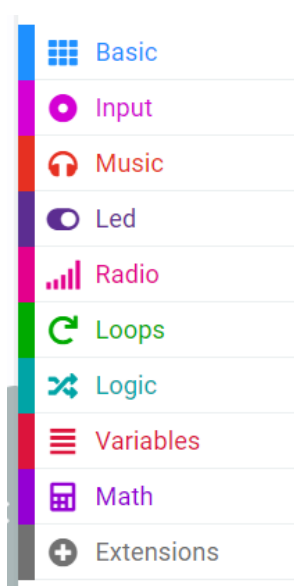 Basic
Input
Music
Led
Radio
Loops
Logic
Variables
Math
Extensions